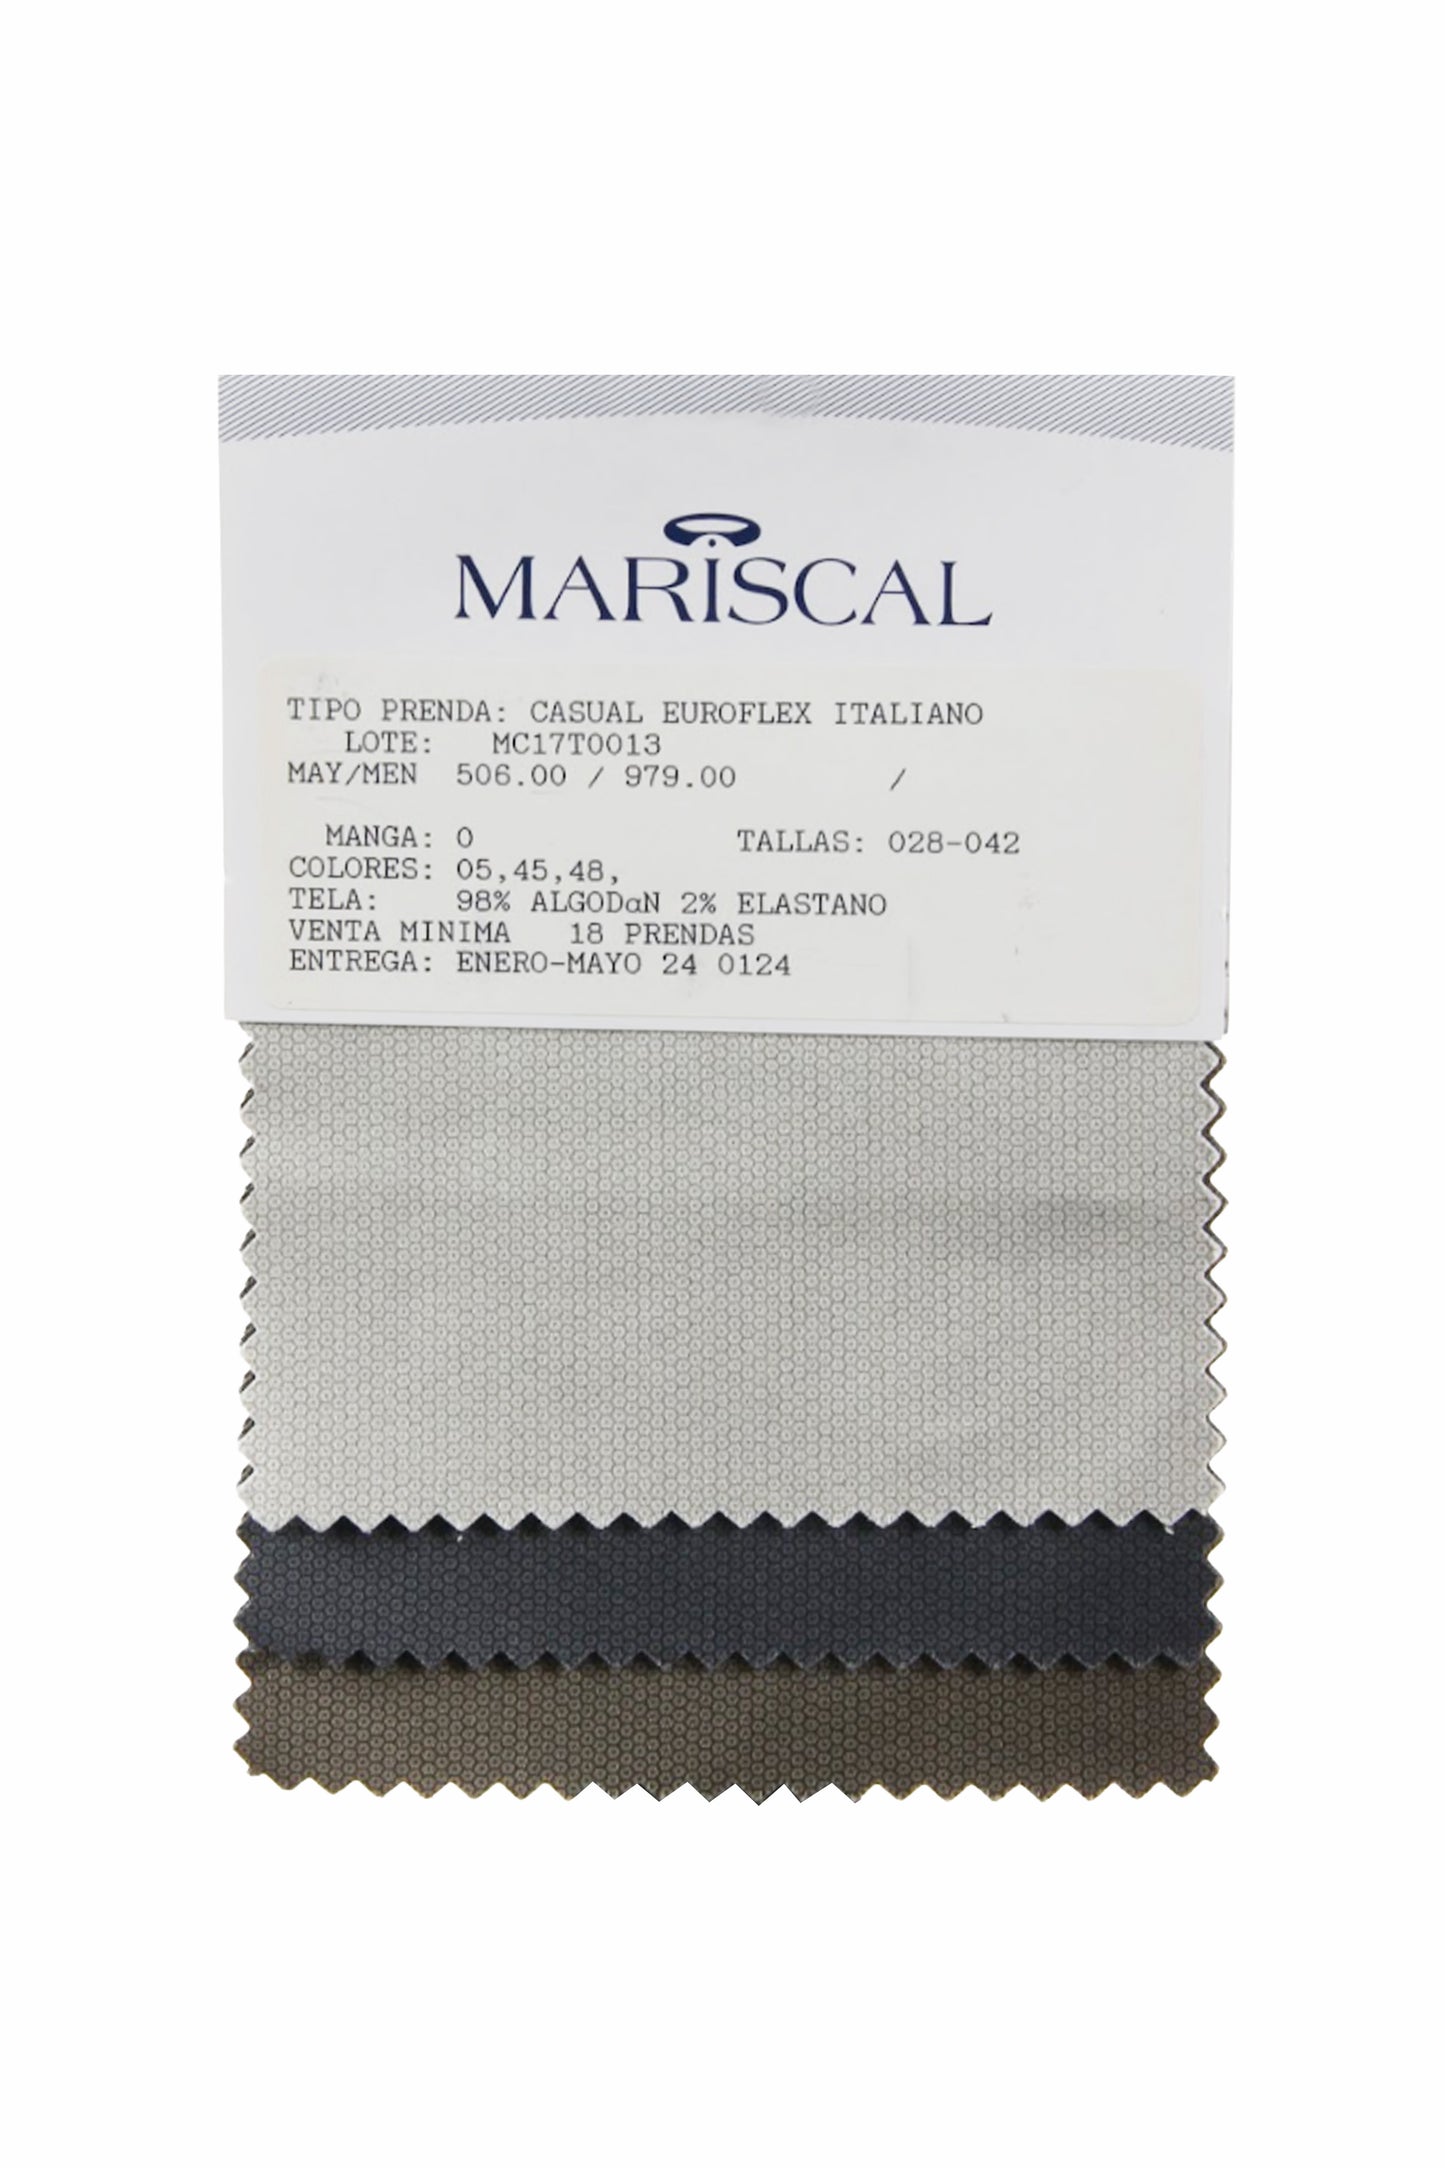 MARISCAL
TIPO PRENDA: CASUAL EUROFLEX ITALIANO
LOTE: MC17T0013
MAY/MEN 506.00 / 979.00 /
MANGA: 0 TALLAS: 028-042
COLORES: 05,45,48,
TELA: 98% ALGODαN 2% ELASTANO
VENTA MINIMA 18 PRENDAS
ENTREGA: ENERO-MAYO 24 0124